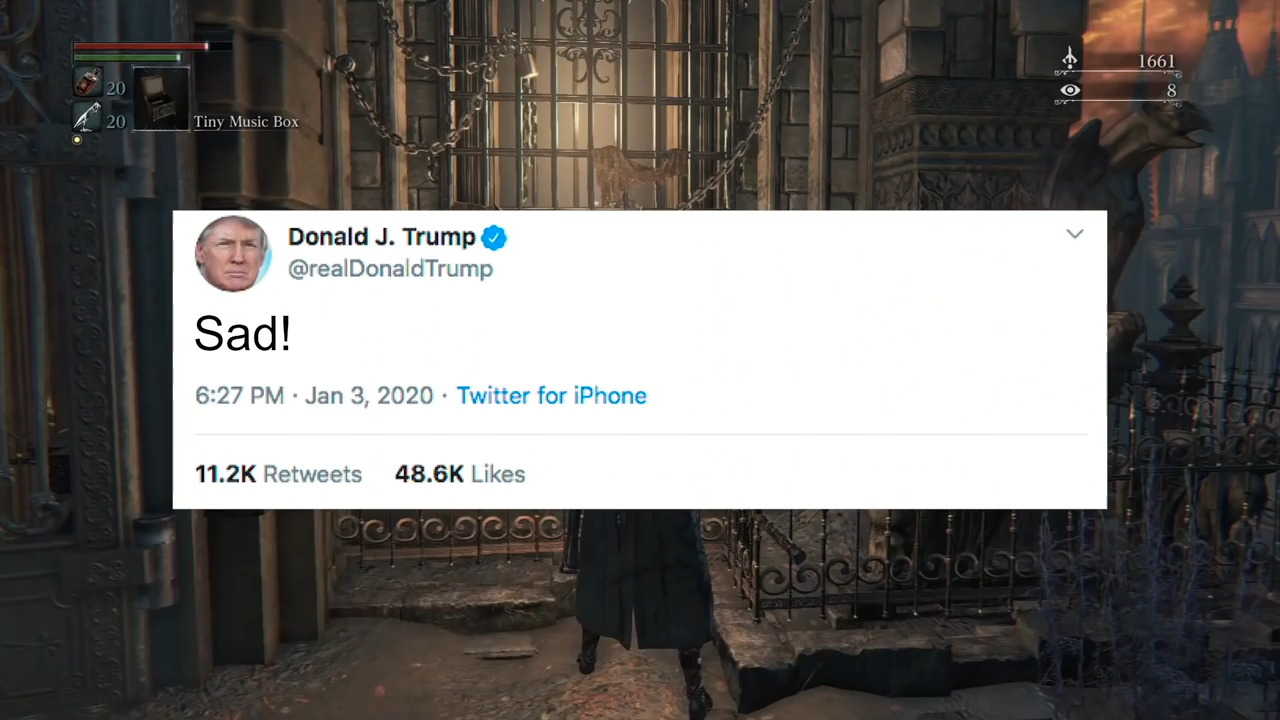 1661
20
8
20
Tiny Music Box
Donald J. Trump
@realDonaldTrump
Sad!
6:27 PM · Jan 3, 2020 · Twitter for iPhone
11.2K Retweets 48.6K Likes